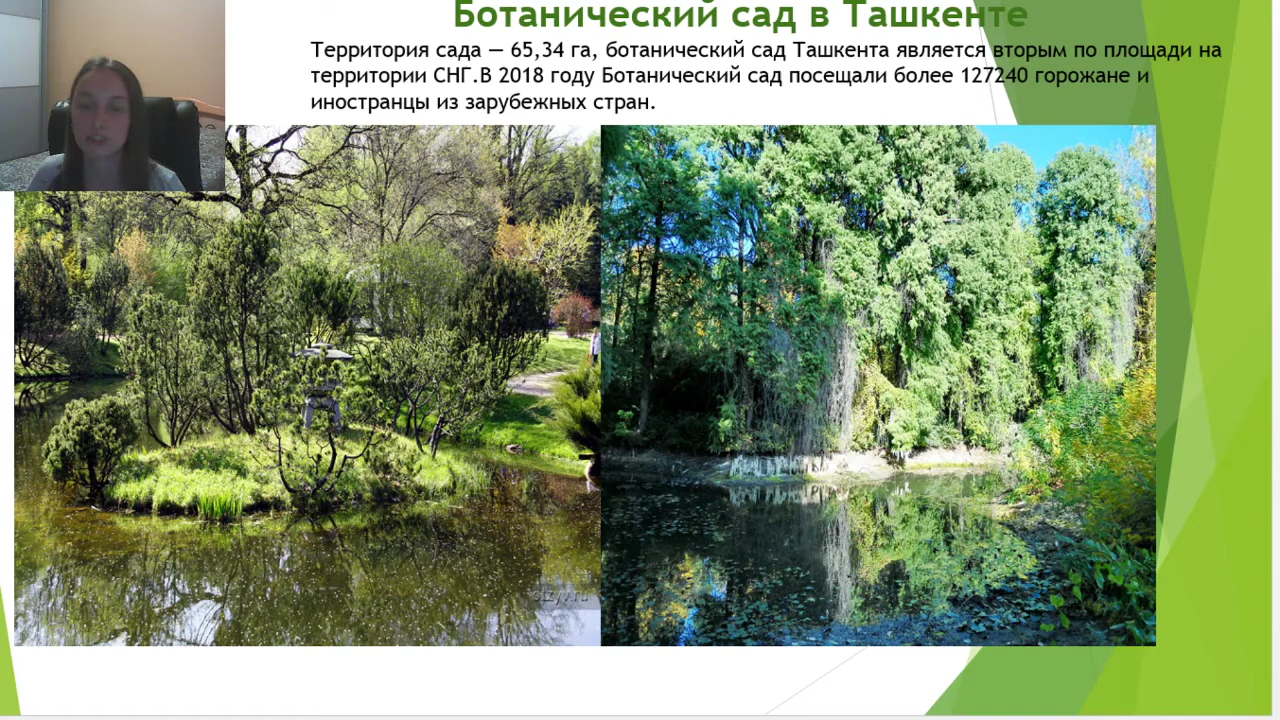 Ботанический сад в Ташкенте
Территория сада — 65,34 га, ботанический сад Ташкента является вторым по площади на
территории СНГ.В 2018 году Ботанический сад посещали более 127240 горожане и
иностранцы из зарубежных стран.